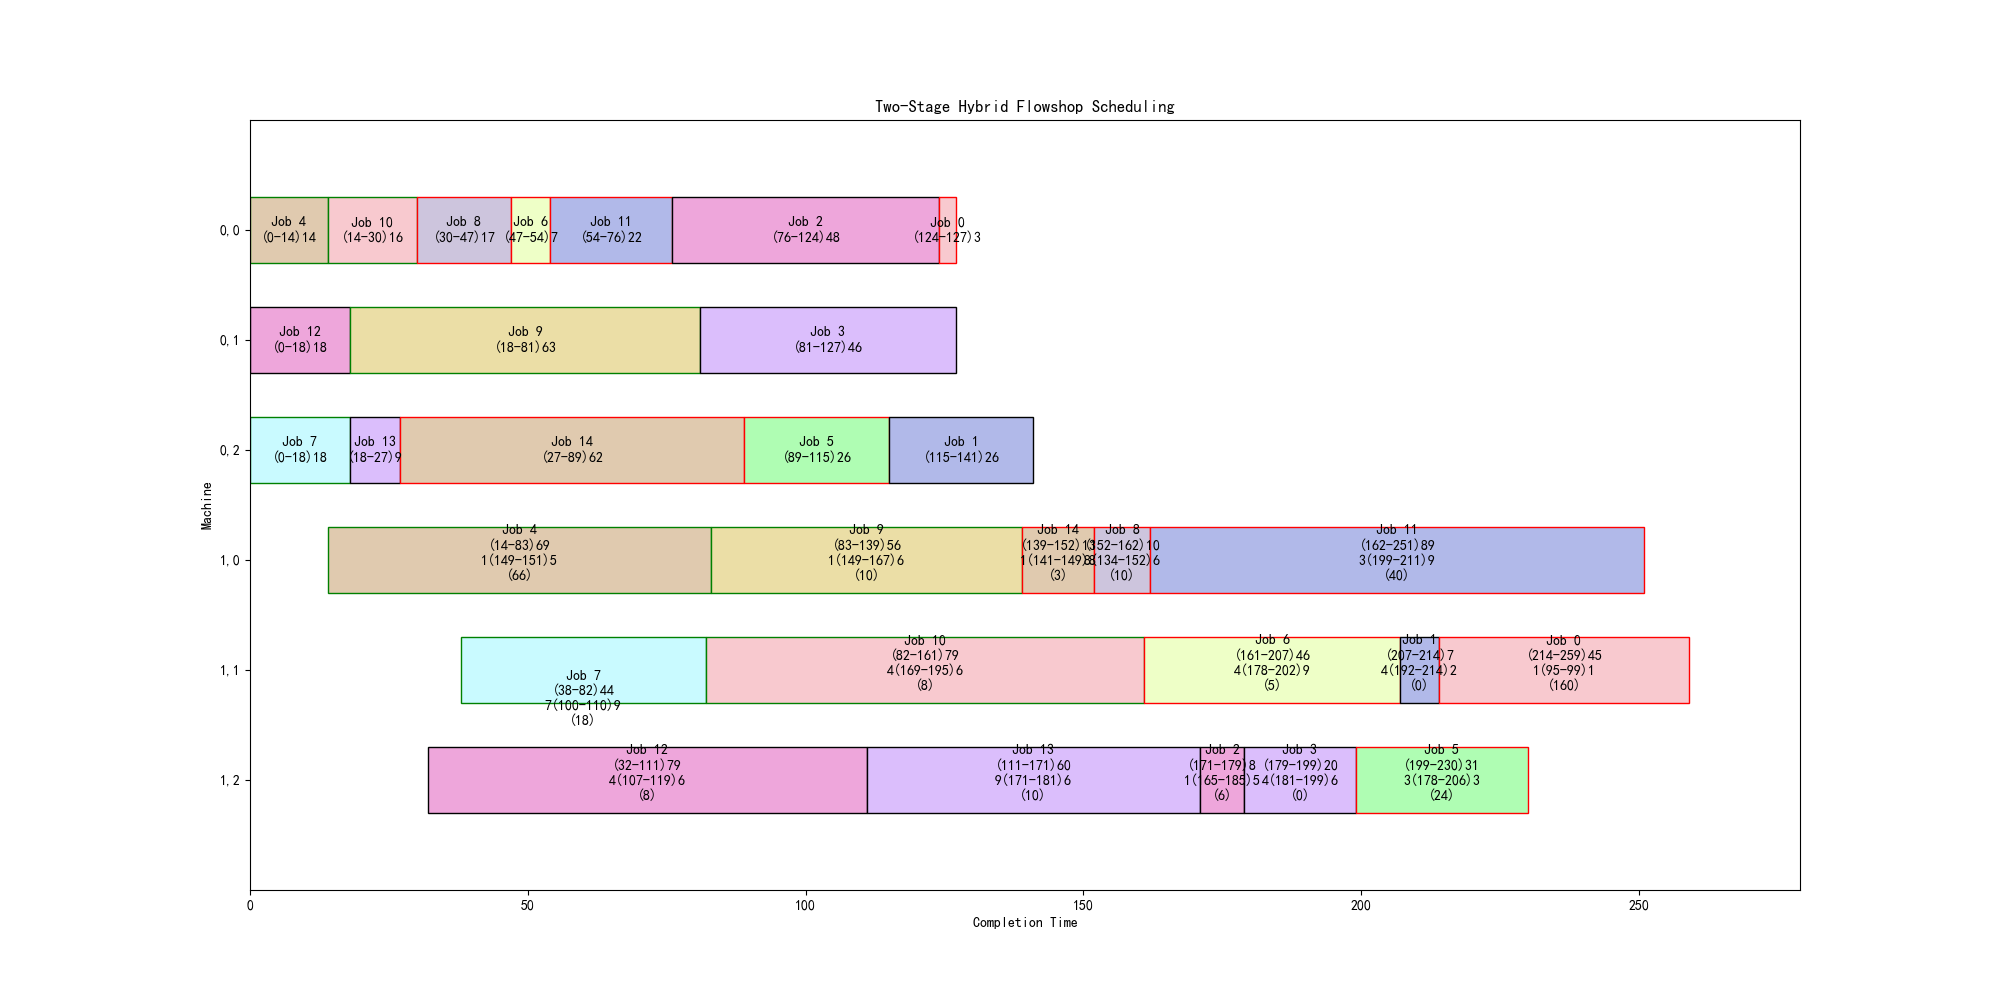 Two-Stage Hybrid Flowshop Scheduling
Machine
0,0
Job 4
(0-14)14
Job 10
(14-30)16
Job 8
(30-47)17
Job 6
(47-54)7
Job 11
(54-76)22
Job 2
(76-124)48
Job 0
(124-127)3
0,1
Job 12
(0-18)18
Job 9
(18-81)63
Job 3
(81-127)46
0,2
Job 7
(0-18)18
Job 13
(18-27)9
Job 14
(27-89)62
Job 5
(89-115)26
Job 1
(115-141)26
1,0
Job 4
(14-83)69
1(149-151)5
(66)
Job 9
(83-139)56
1(149-167)6
(10)
Job 14
(139-152)13
(3)
Job 8
(152-162)10
(10)
Job 11
(162-251)89
3(199-211)9
(40)
1,1
Job 7
(38-82)44
7(100-110)9
(18)
Job 10
(82-161)79
4(169-195)6
(8)
Job 6
(161-207)46
4(178-202)9
(5)
Job 1
(207-214)7
4(192-214)2
(0)
Job 0
(214-259)45
1(95-99)1
(160)
1,2
Job 12
(32-111)79
4(107-119)6
(8)
Job 13
(111-171)60
9(171-181)6
(10)
Job 2
(171-179)8
1(165-185)5
(6)
Job 3
(179-199)20
4(181-199)6
(0)
Job 5
(199-230)31
3(178-206)3
(24)
0
50
100
150
200
250
Completion Time